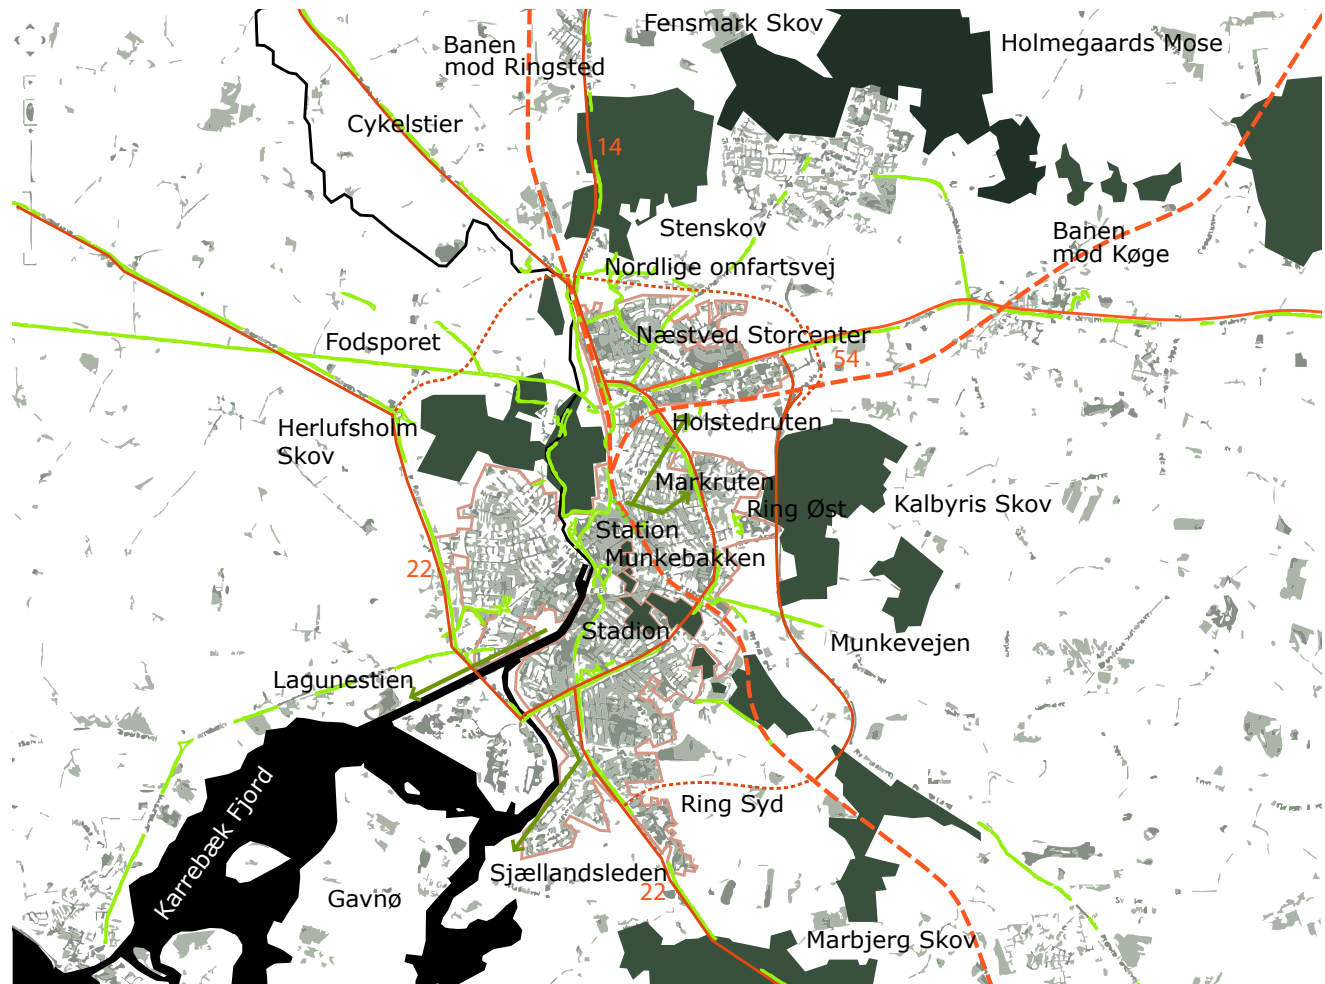 Fensmark Skov
Banen
mod Ringsted
Holmegaards Mose
Cykelstier
14
Stenskov
Banen
mod Køge
Nordlige omfartsvej
Fodsporet
Næstved Storcenter
54
Herlufsholm
Skov
Holstedruten
Markruten
Ring Øst
Kalbyris Skov
Station
Munkebakken
22
Stadion
Munkevejen
Lagunestien
Karrebæk Fjord
Ring Syd
Sjællandsleden
22
Gavnø
Marbjerg Skov